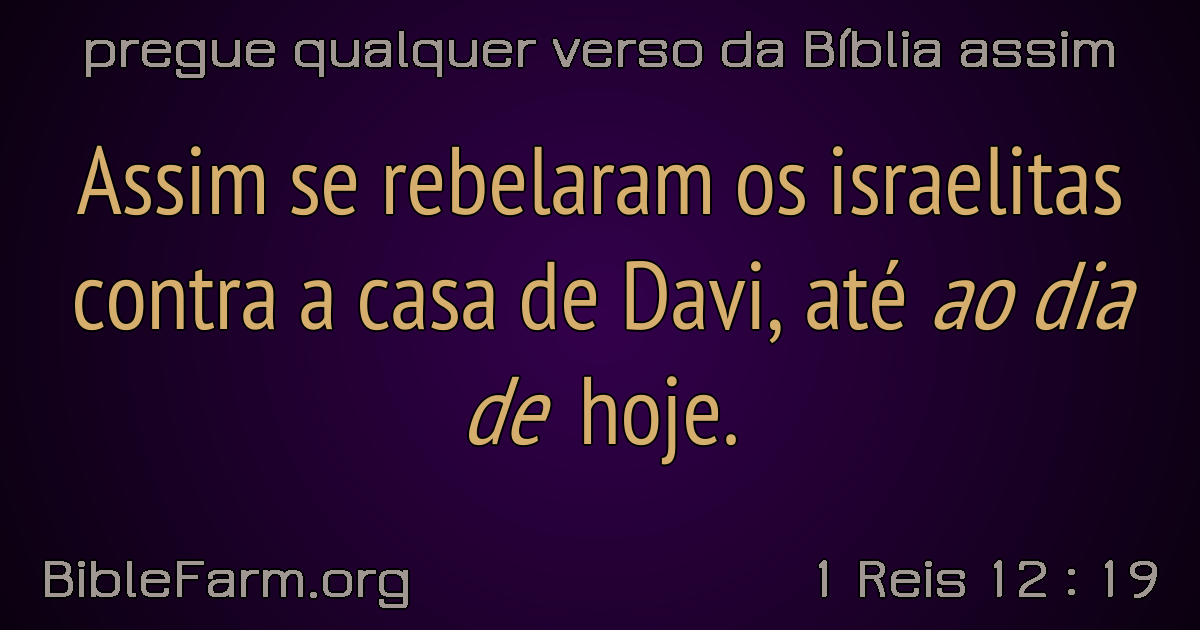 pregue qualquer verso da Bíblia assim
Assim se rebelaram os israelitas
contra a casa de Davi, até ao dia
de hoje.
BibleFarm.org
1 Reis 12 : 19